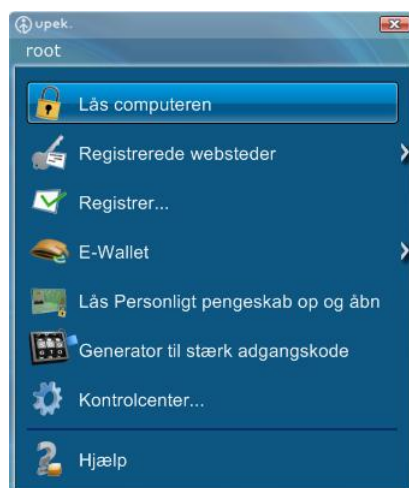 upek.
root
Lås computeren
Registrerede websteder
Registrer...
E-Wallet
Lås Personligt pengeskab op og åbn
Generator til stærk adgangskode
Kontrolcenter...
Hjælp